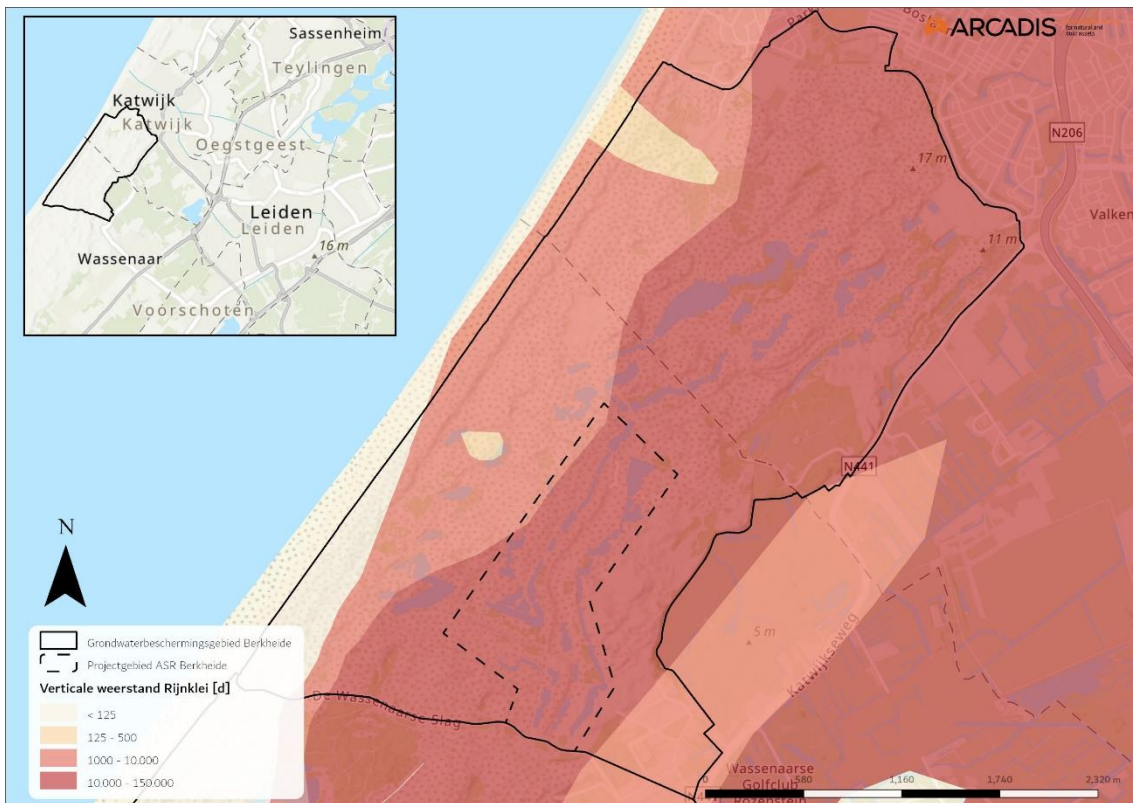 Sassenheim
Teylingen
Katwijk
Katwijk
Oegstgeest
Leiden
Leiden
16 m
Wassenaar
Voorschoten
ARCADIS
N206
17 m
Valken
11 m
N441
5 m
Katwijkseweg
De Wassenaarse Slag
Wassenaarse
Golfclub
Rozenstein
N
Grondwaterbeschermingsgebied Berkheide
Projectgebied ASR Berkheide
Verticale weerstand Rijnklei [d]
< 125
125 - 500
1000 - 10.000
10.000 - 150.000
0 580 1,160 1,740 2,320 m